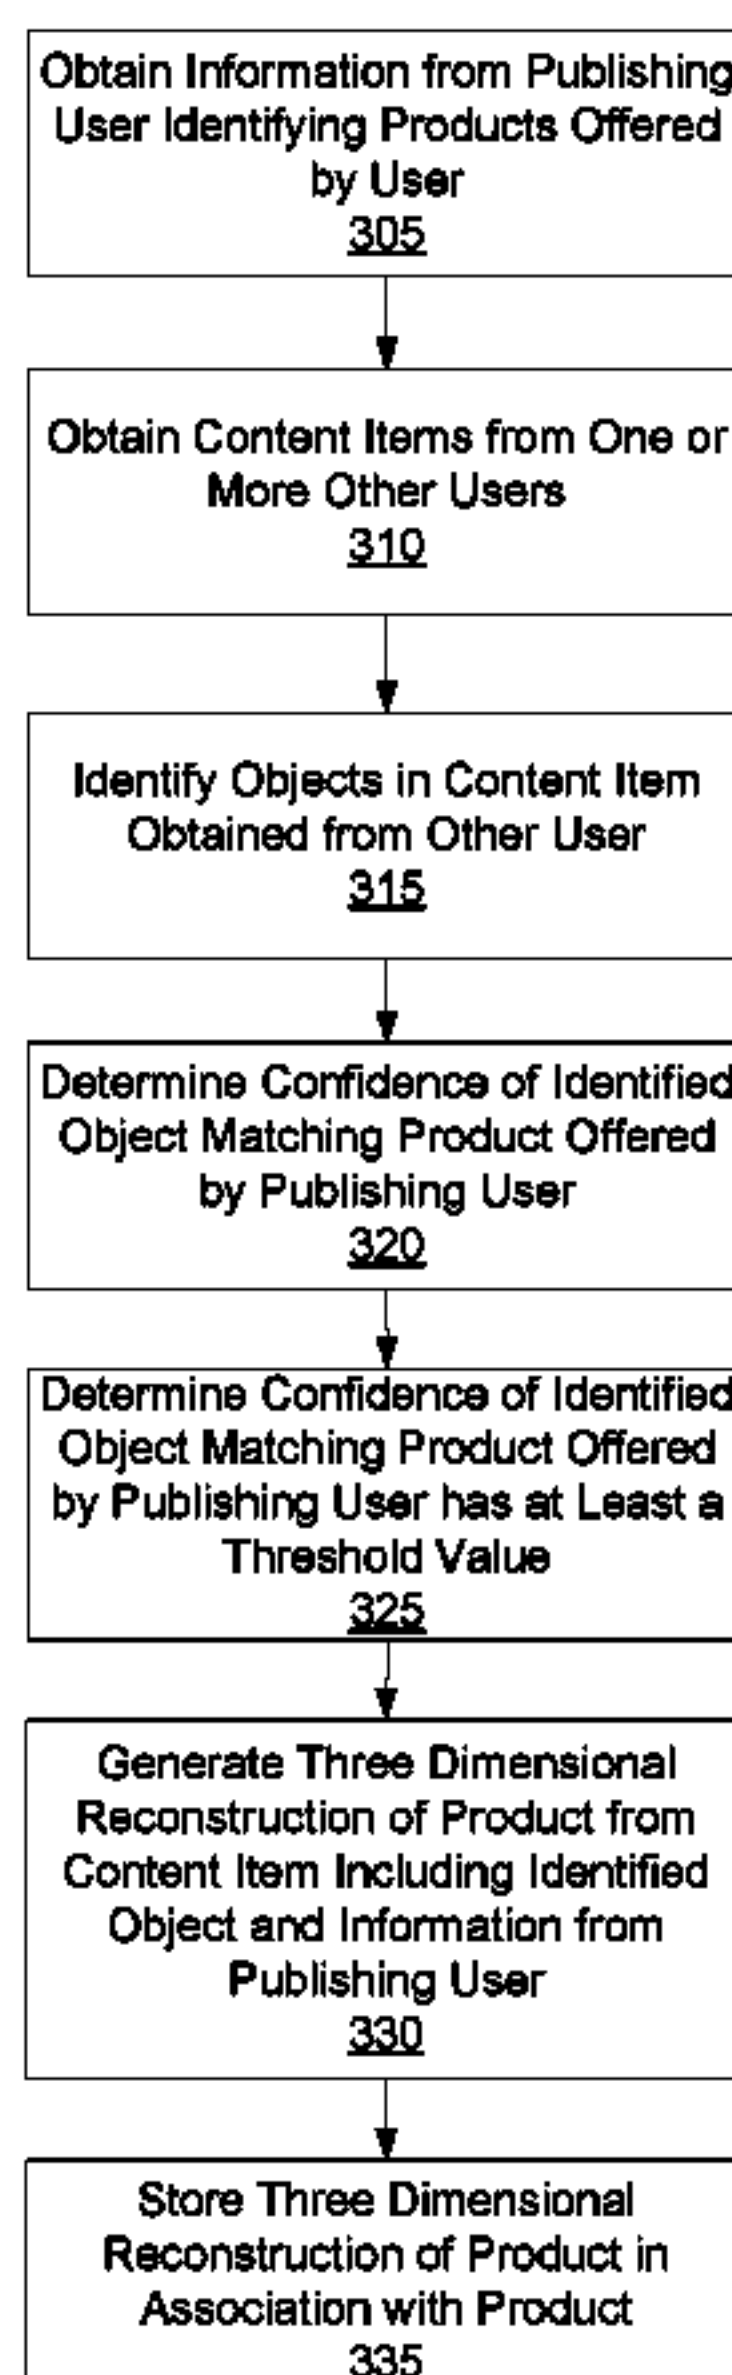 Obtain Information from Publishing
User Identifying Products Offered
by User
305
Obtain Content Items from One or
More Other Users
310
Identify Objects in Content Item
Obtained from Other User
315
Determine Confidence of Identified
Object Matching Product Offered
by Publishing User
320
Determine Confidence of Identified
Object Matching Product Offered
by Publishing User has at Least a
Threshold Value
325
Generate Three Dimensional
Reconstruction of Product from
Content Item Including Identified
Object and Information from
Publishing User
330
Store Three Dimensional
Reconstruction of Product in
Association with Product
335